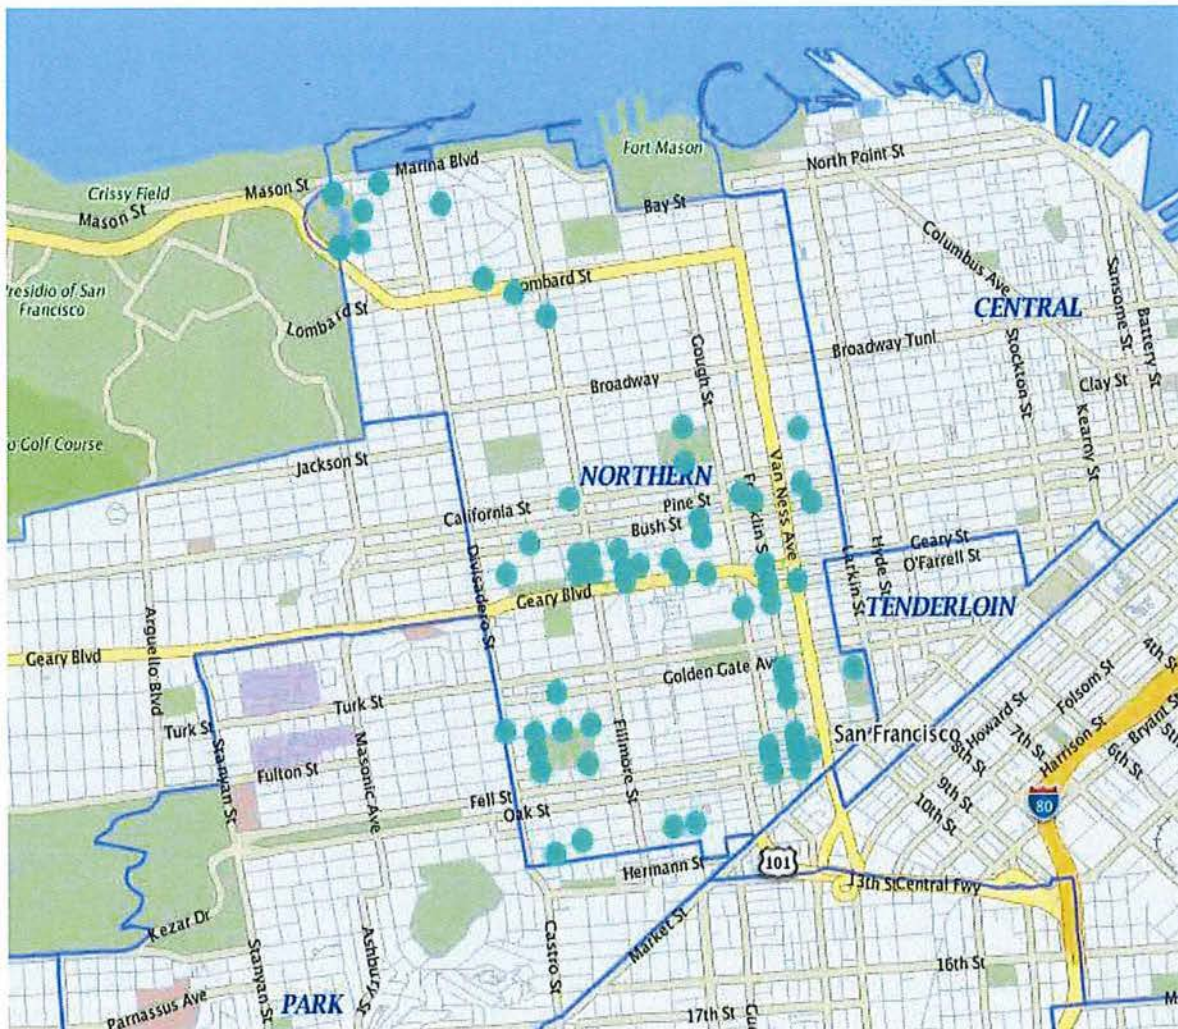 Fort Mason
Marina Blvd
North Point St
Crissy Field
Mason St
Mason St
Bay St
Columbus Ave
Presidio of San
Francisco
Lombard St
Lombard St
CENTRAL
Sansome St
Battery St
Broadway Tunl
Stockton St
Gough St
Broadway
Clay St
Kearny St
o Golf Course
Jackson St
NORTHERN
Van Ness Ave
California St
Pine St
Bush St
Franklin St
Geary St
O'Farrell St
Divisadero St
Larkin St
Hyde St
Geary Blvd
TENDERLOIN
Arguello Blvd
Geary Blvd
Golden Gate Ave
4th St
Folsom St
Turk St
Turk St
Howard St
Bryant St
San Francisco
7th St
Harrison St
5th
8th St
6th St
Stanyan St
Fulton St
Masonic Ave
Fillmore St
9th St
Fell St
Oak St
10th St
80
Hermann St
101
13th St
Central Fwy
Kezar Dr
Market St
Stanyan St
Ashbury St
Castro St
16th St
PARK
Parnassus Ave
17th St
Gu
M